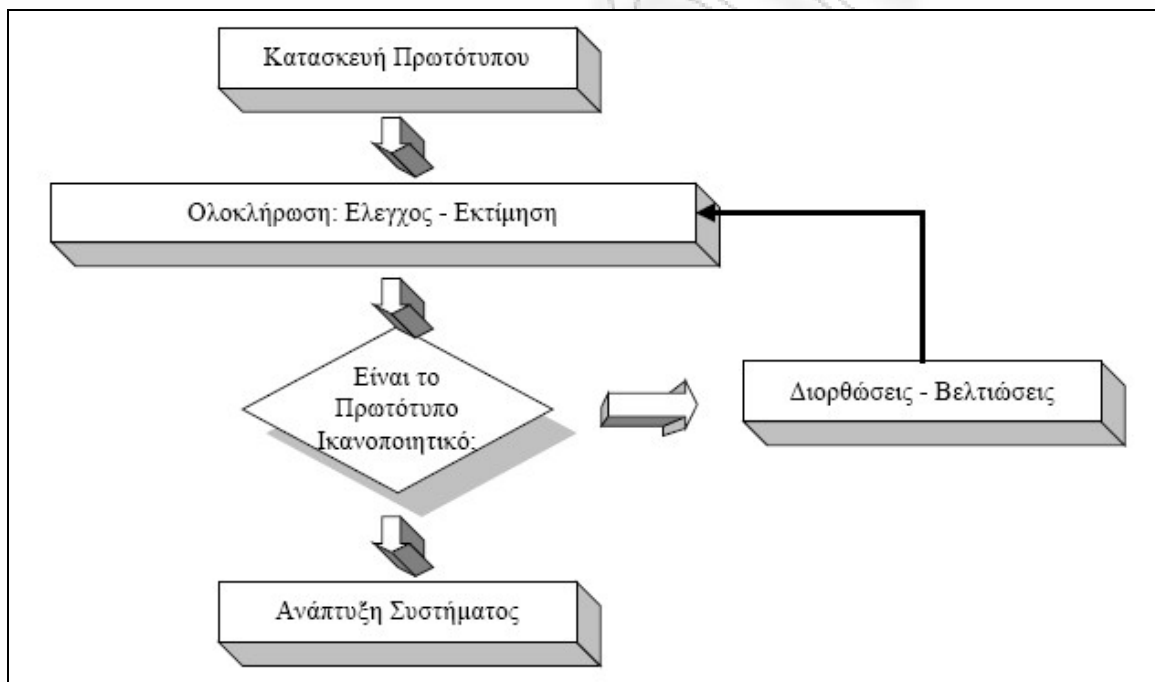 Κατασκευή Πρωτότυπου
Ολοκλήρωση: Ελεγχος - Εκτίμηση
Είναι το
Πρωτότυπο
Ικανοποιητικό;
Διορθώσεις - Βελτιώσεις
Ανάπτυξη Συστήματος